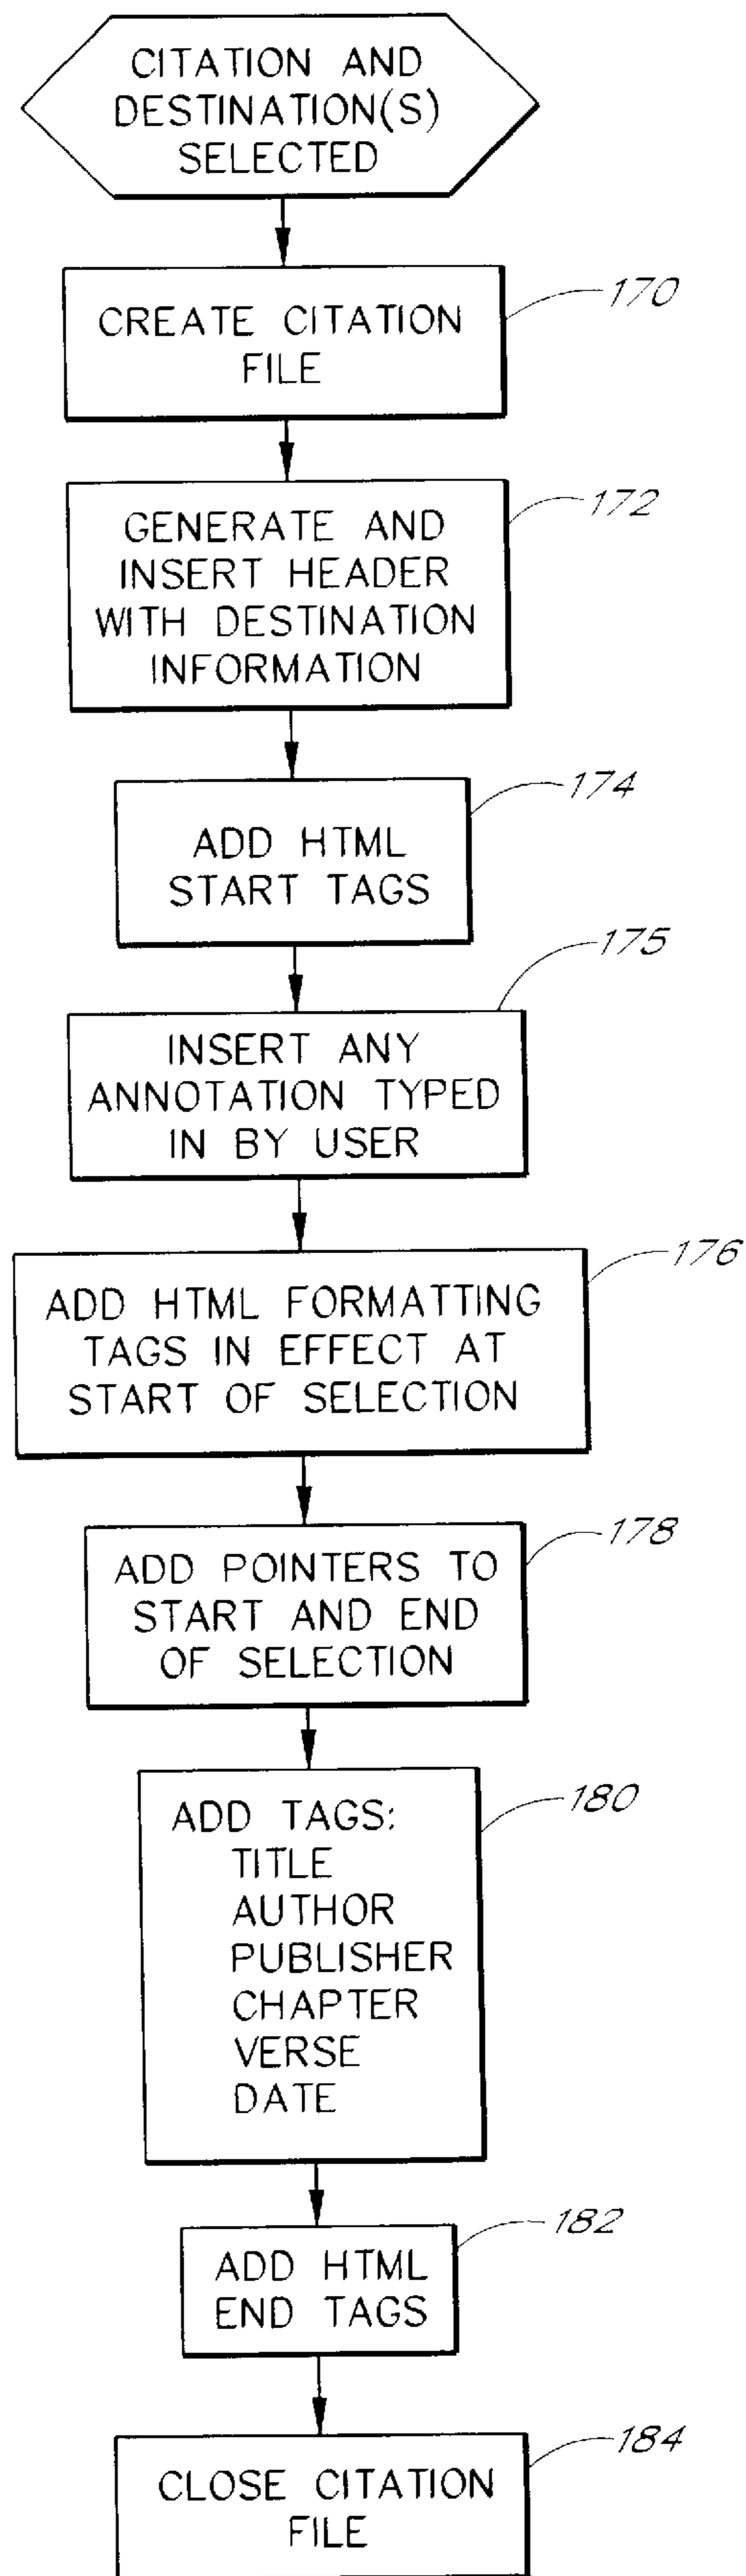 CITATION AND
DESTINATION(S)
SELECTED
170
CREATE CITATION
FILE
172
GENERATE AND
INSERT HEADER
WITH DESTINATION
INFORMATION
174
ADD HTML
START TAGS
175
INSERT ANY
ANNOTATION TYPED
IN BY USER
176
ADD HTML FORMATTING
TAGS IN EFFECT AT
START OF SELECTION
178
ADD POINTERS TO
START AND END
OF SELECTION
180
ADD TAGS:
TITLE
AUTHOR
PUBLISHER
CHAPTER
VERSE
DATE
182
ADD HTML
END TAGS
184
CLOSE CITATION
FILE